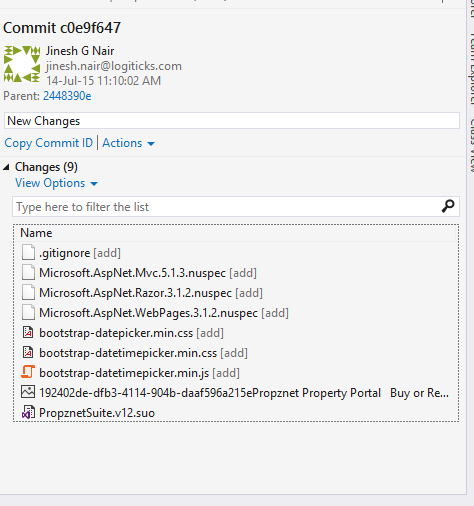 Commit c0e9f647
Jinesh G Nair
jinesh.nair@logiticks.com
14-Jul-15 11:10:02 AM
Parent: 2448390e
New Changes
Copy Commit ID | Actions
Changes (9)
View Options
Type here to filter the list
Name
.gitignore [add]
Microsoft.AspNet.Mvc.5.1.3.nuspec [add]
Microsoft.AspNet.Razor.3.1.2.nuspec [add]
Microsoft.AspNet.WebPages.3.1.2.nuspec [add]
bootstrap-datepicker.min.css [add]
bootstrap-datetimepicker.min.css [add]
bootstrap-datetimepicker.min.js [add]
192402de-dfb3-4114-904b-daaf596a215ePropznet Property Portal   Buy or Re...
PropznetSuite.v12.suo
Team Explorer
Class View